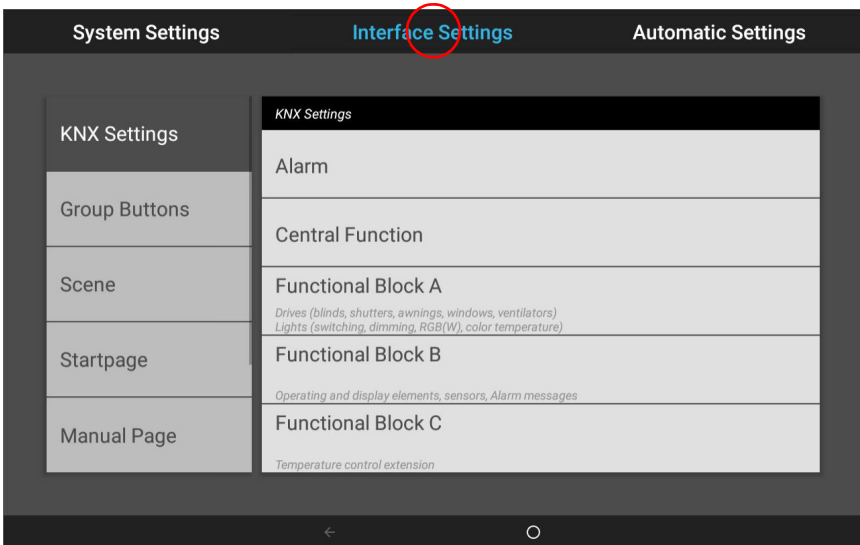 System Settings
Interface Settings
Automatic Settings
KNX Settings
Group Buttons
Scene
Startpage
Manual Page
KNX Settings
Alarm
Central Function
Functional Block A
Drives (blinds, shutters, awnings, windows, ventilators)
Lights (switching, dimming, RGB(W), color temperature)
Functional Block B
Operating and display elements, sensors, Alarm messages
Functional Block C
Temperature control extension